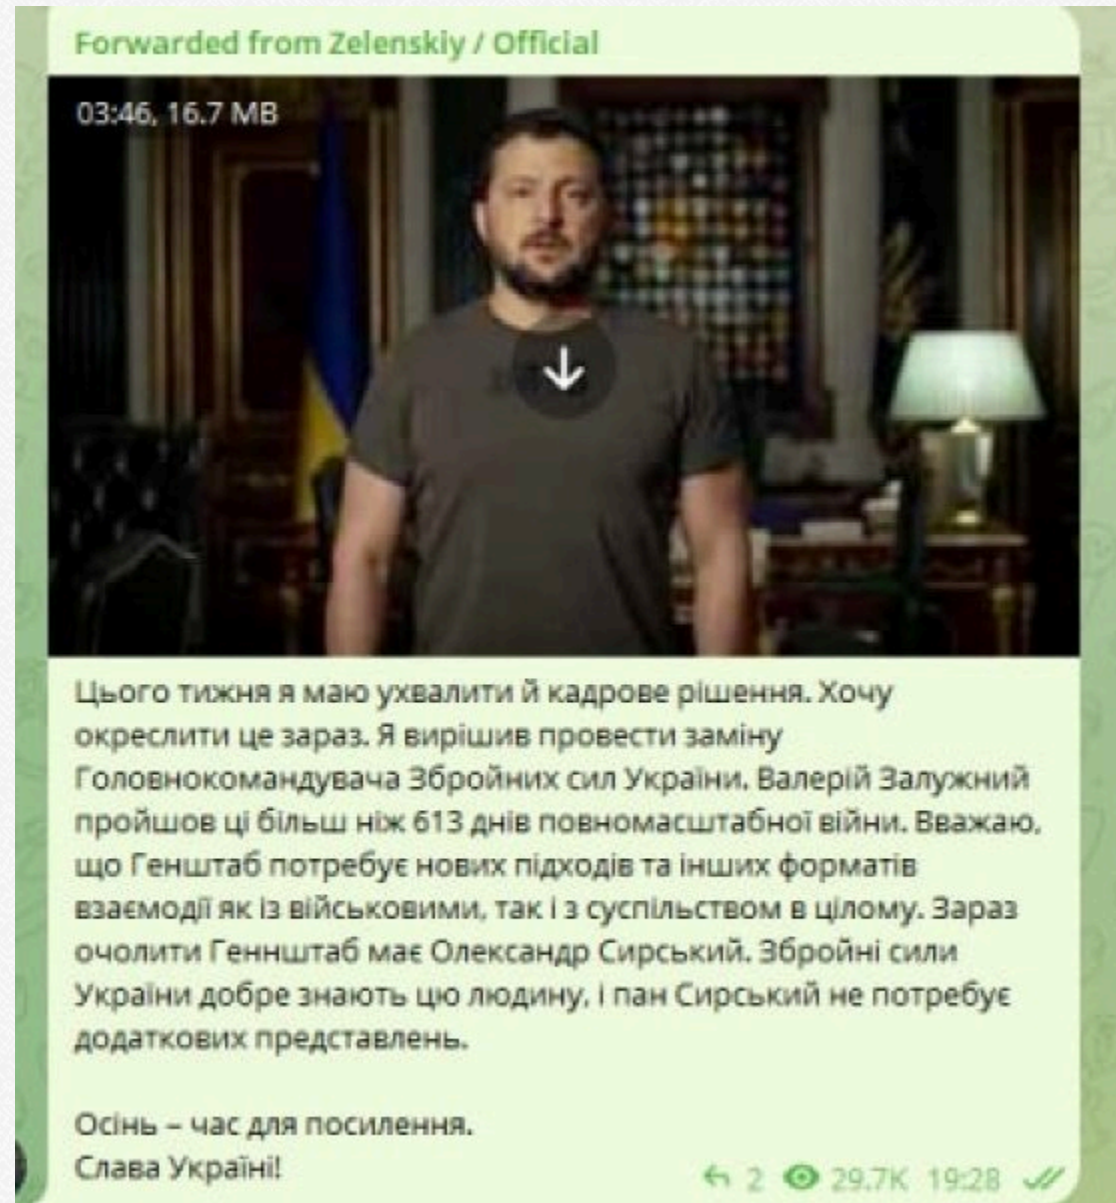 Forwarded from Zelenskiy / Official
03:46, 16.7 MB
Цього тижня я маю ухвалити й кадрове рішення. Хочу
окреслити це зараз. Я вирішив провести заміну
Головнокомандувача Збройних сил України. Валерій Залужний
пройшов ці більш ніж 613 днів повномасштабної війни. Вважаю,
що Генштаб потребує нових підходів та інших форматів
взаємодії як із військовими, так і з суспільством в цілому. Зараз
очолити Геннштаб має Олександр Сирський. Збройні сили
України добре знають цю людину, і пан Сирський не потребує
додаткових представлень.
Осінь – час для посилення.
Слава Україні!
2 29.7K 19:28